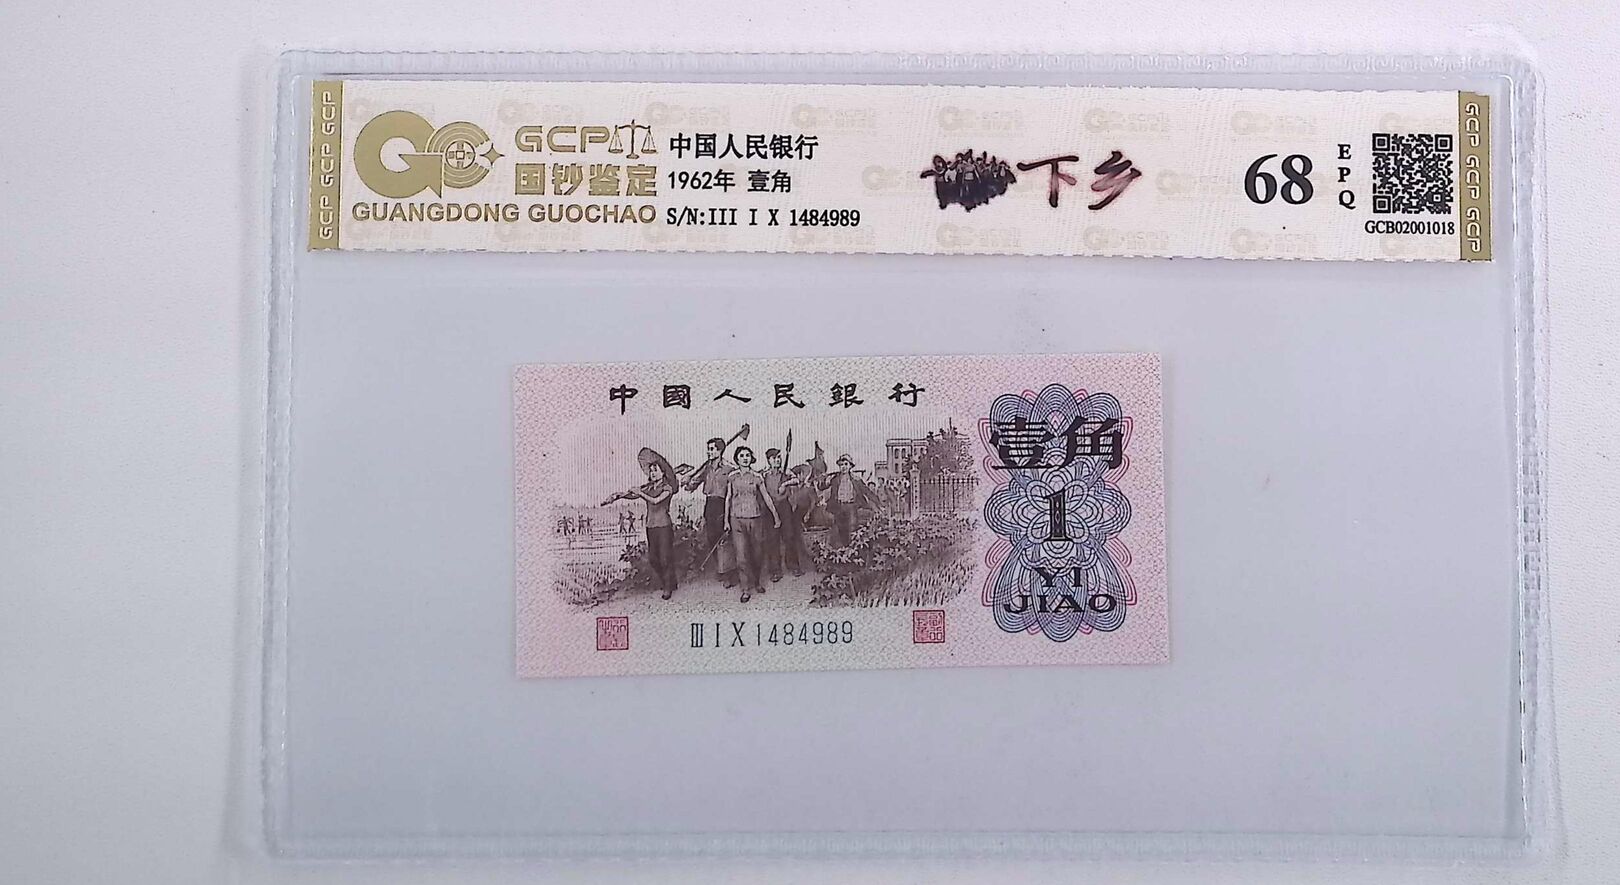 GCP GCP GCP
GCP
国钞鉴定
GUANGDONG GUOCHAO
中国人民银行
1962年 壹角
S/N:III I X 1484989
下乡
68
EPQ
GCB02001018
GCP GCP GCP
中國人民銀行
壹角
1
YI
JIAO
III I X 1484989